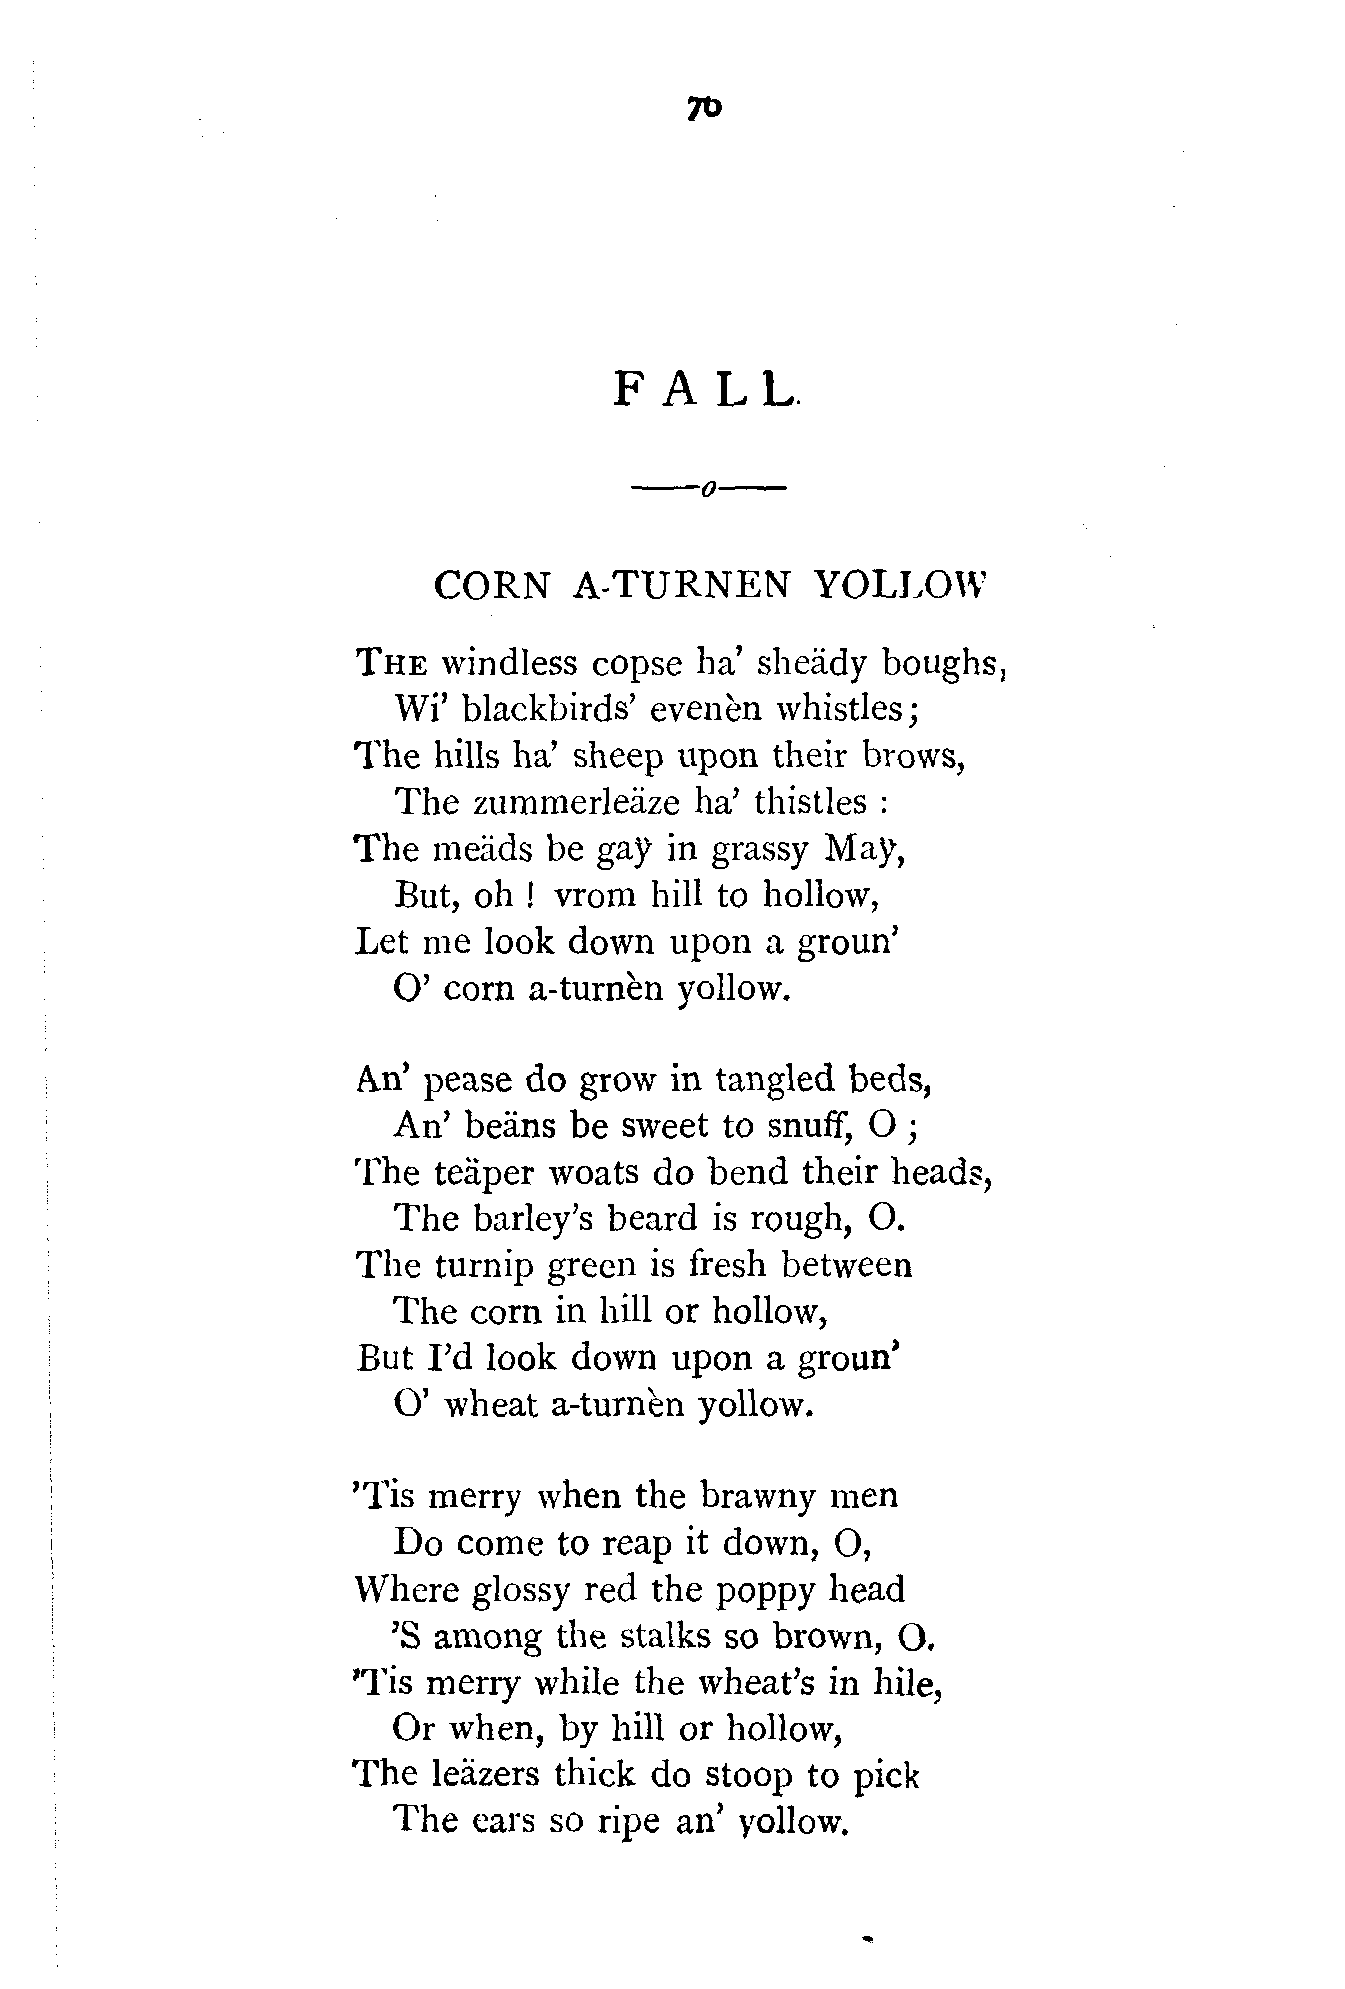 70
FALL.
——o——
CORN A-TURNEN YOLLOW
THE windless copse ha’ sheädy boughs,
Wi’ blackbirds’ evenèn whistles;
The hills ha’ sheep upon their brows,
The zummerleäze ha’ thistles :
The meäds be gaÿ in grassy Maÿ,
But, oh ! vrom hill to hollow,
Let me look down upon a groun’
O’ corn a-turnèn yollow.

An’ pease do grow in tangled beds,
An’ beäns be sweet to snuff, O ;
The teäper woats do bend their heads,
The barley’s beard is rough, O.
The turnip green is fresh between
The corn in hill or hollow,
But I’d look down upon a groun’
O’ wheat a-turnèn yollow.

’Tis merry when the brawny men
Do come to reap it down, O,
Where glossy red the poppy head
’S among the stalks so brown, O.
’Tis merry while the wheat’s in hile,
Or when, by hill or hollow,
The leäzers thick do stoop to pick
The ears so ripe an’ yollow.